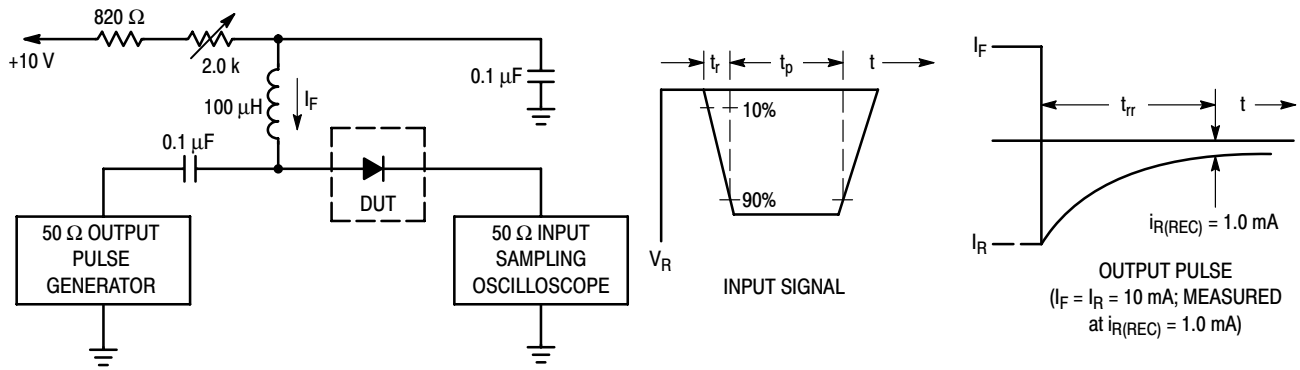 820 Ω
+10 V
2.0 k
100 μH
I_F
0.1 μF
0.1 μF
DUT
50 Ω OUTPUT
PULSE
GENERATOR
50 Ω INPUT
SAMPLING
OSCILLOSCOPE
t_r
t_p
t
10%
90%
V_R
INPUT SIGNAL
I_F
t_rr
t
I_R
i_R(REC) = 1.0 mA
OUTPUT PULSE
(I_F = I_R = 10 mA; MEASURED
at i_R(REC) = 1.0 mA)